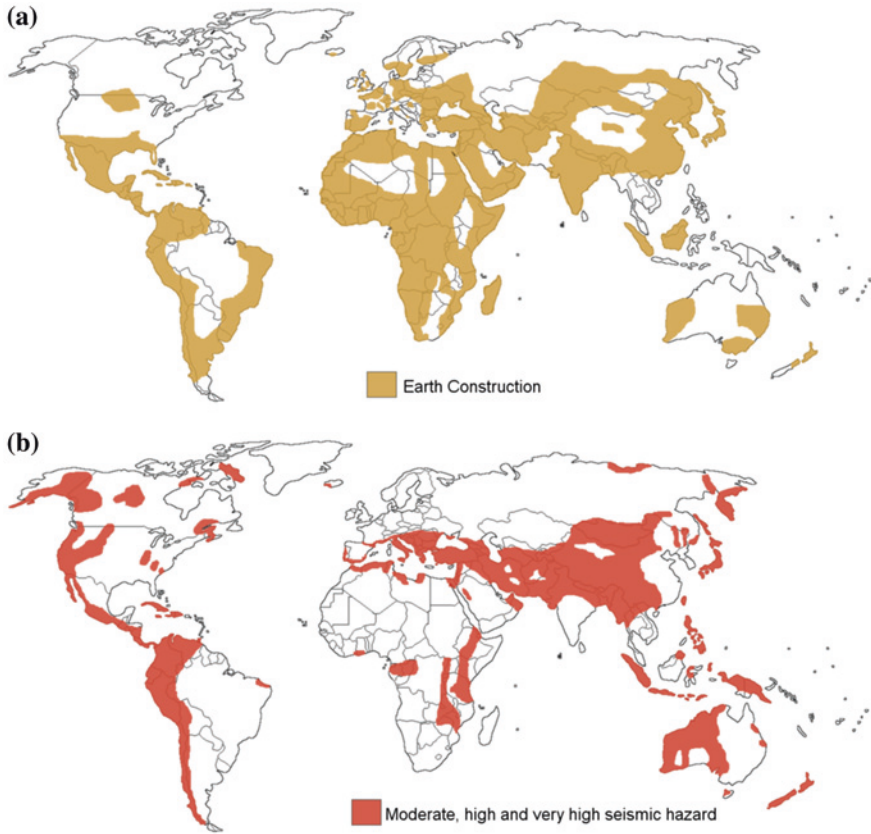 (a)
Earth Construction
(b)
Moderate, high and very high seismic hazard